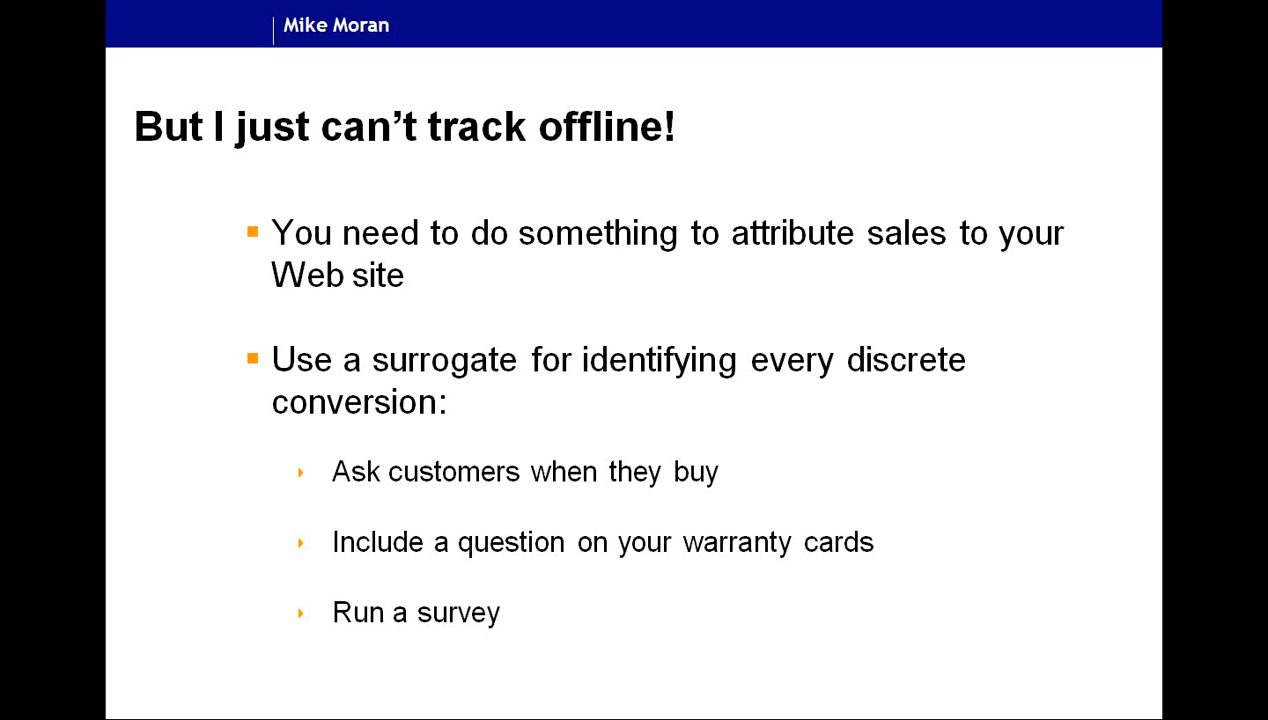 Mike Moran
But I just can't track offline!
You need to do something to attribute sales to your
Web site
Use a surrogate for identifying every discrete
conversion:
Ask customers when they buy
Include a question on your warranty cards
Run a survey